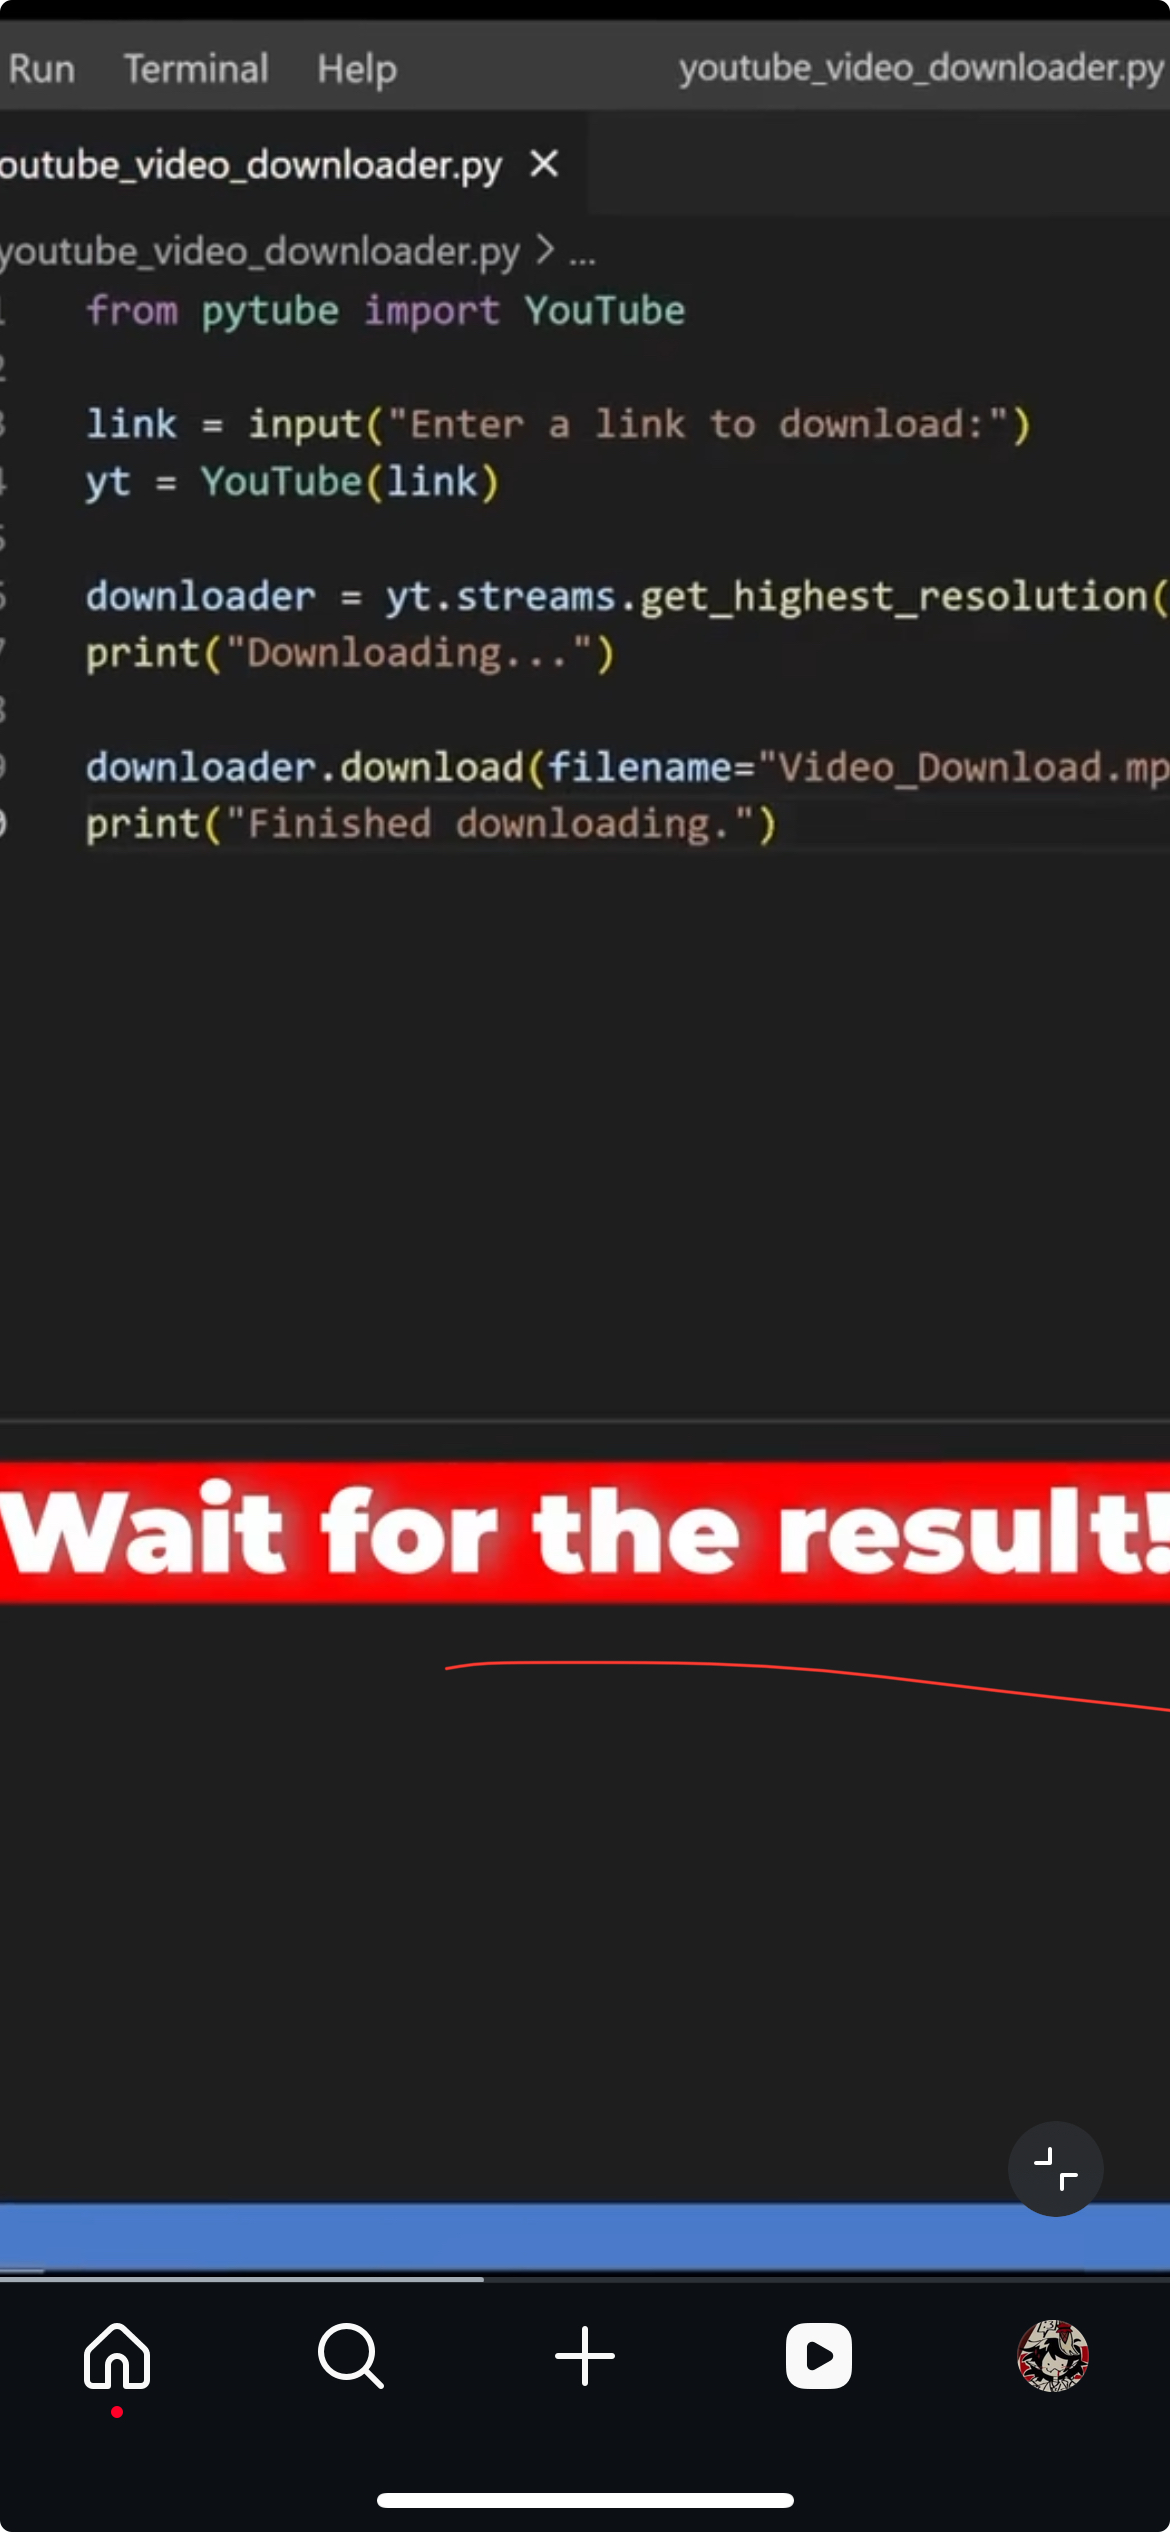 Run Terminal Help youtube_video_downloader.py
outube_video_downloader.py ×
youtube_video_downloader.py > ...
from pytube import YouTube
link = input("Enter a link to download:")
yt = YouTube(link)
downloader = yt.streams.get_highest_resolution(
print("Downloading...")
downloader.download(filename="Video_Download.mp
print("Finished downloading.")
Wait for the result!